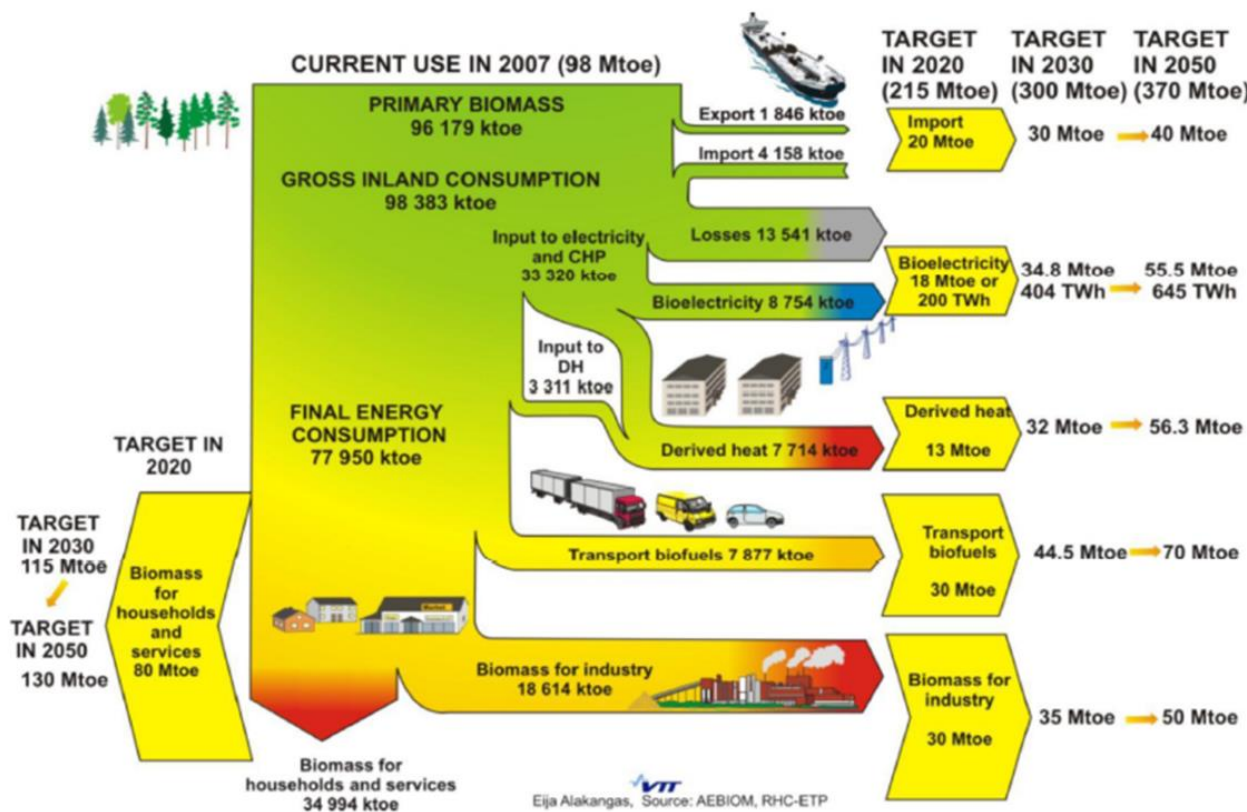 CURRENT USE IN 2007 (98 Mtoe)
PRIMARY BIOMASS
96 179 ktoe
GROSS INLAND CONSUMPTION
98 383 ktoe
Export 1 846 ktoe
Import 4 158 ktoe
Losses 13 541 ktoe
Input to electricity
and CHP
33 320 ktoe
Bioelectricity 8 754 ktoe
Input to
DH
3 311 ktoe
FINAL ENERGY
CONSUMPTION
77 950 ktoe
Derived heat 7 714 ktoe
Transport biofuels 7 877 ktoe
Biomass for industry
18 614 ktoe
Biomass for
households and services
34 994 ktoe
TARGET
IN 2020
(215 Mtoe)
TARGET
IN 2030
(300 Mtoe)
TARGET
IN 2050
(370 Mtoe)
Import
20 Mtoe
30 Mtoe
40 Mtoe
Bioelectricity
18 Mtoe or
200 TWh
34.8 Mtoe
404 TWh
55.5 Mtoe
645 TWh
Derived heat
13 Mtoe
32 Mtoe
56.3 Mtoe
Transport
biofuels
30 Mtoe
44.5 Mtoe
70 Mtoe
Biomass for
industry
30 Mtoe
35 Mtoe
50 Mtoe
TARGET IN
2020
Biomass
for
households
and
services
80 Mtoe
TARGET
IN 2030
115 Mtoe
TARGET
IN 2050
130 Mtoe
VTT
Eija Alakangas, Source: AEBIOM, RHC-ETP